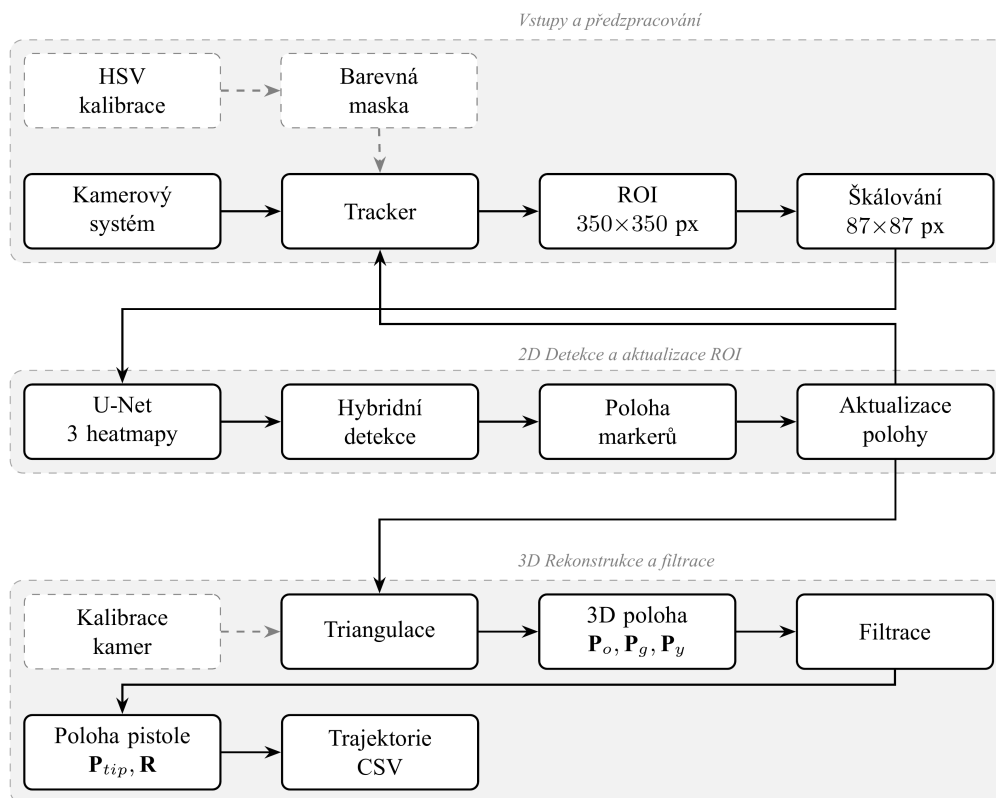 Vstupy a předzpracování
HSV
kalibrace
Barevná
maska
Kamerový
systém
Tracker
ROI
350×350 px
Škálování
87×87 px
2D Detekce a aktualizace ROI
U-Net
3 heatmapy
Hybridní
detekce
Poloha
markerů
Aktualizace
polohy
3D Rekonstrukce a filtrace
Kalibrace
kamer
Triangulace
3D poloha
P_o, P_g, P_y
Filtrace
Poloha pistole
P_tip, R
Trajektorie
CSV